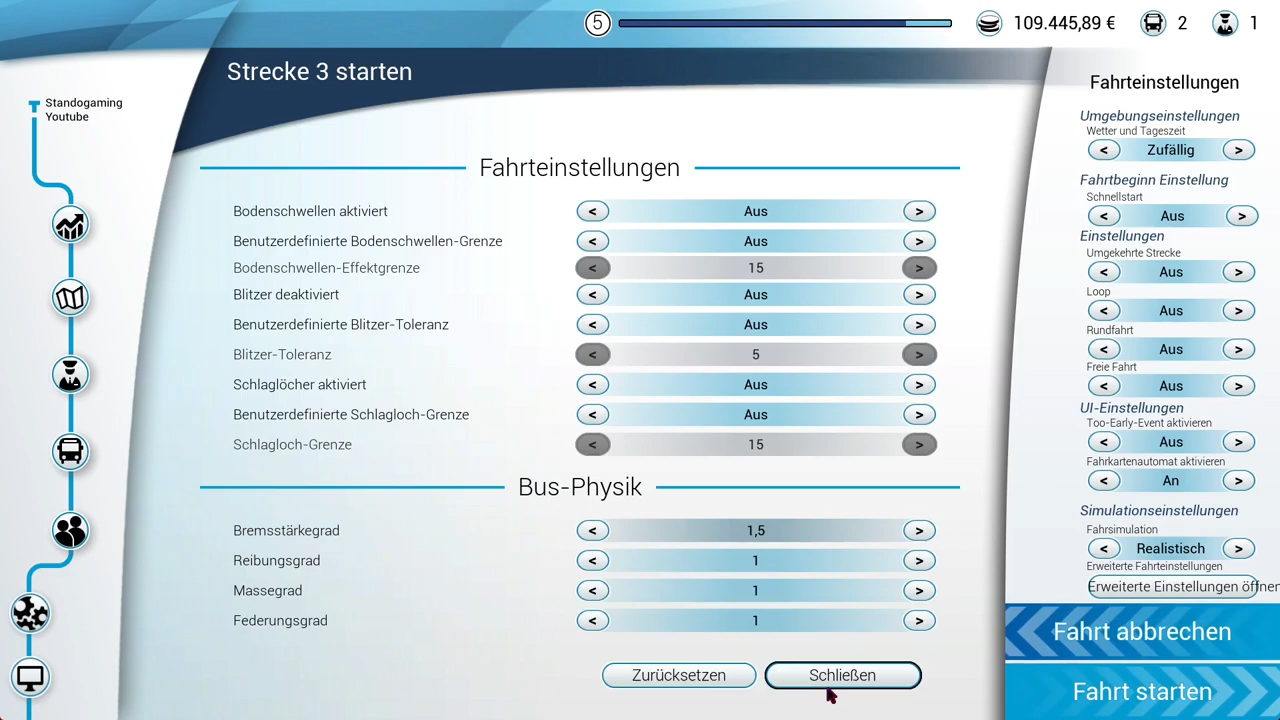 5
109.445,89 €
2
1
Strecke 3 starten
Standogaming
Youtube
Fahrteinstellungen
Bodenschwellen aktiviert < Aus >
Benutzerdefinierte Bodenschwellen-Grenze < Aus >
Bodenschwellen-Effektgrenze < 15 >
Blitzer deaktiviert < Aus >
Benutzerdefinierte Blitzer-Toleranz < Aus >
Blitzer-Toleranz < 5 >
Schlaglöcher aktiviert < Aus >
Benutzerdefinierte Schlagloch-Grenze < Aus >
Schlagloch-Grenze < 15 >
Bus-Physik
Bremsstärkegrad < 1,5 >
Reibungsgrad < 1 >
Massegrad < 1 >
Federungsgrad < 1 >
Zurücksetzen
Schließen
Fahrteinstellungen
Umgebungseinstellungen
Wetter und Tageszeit
< Zufällig >
Fahrtbeginn Einstellung
Schnellstart
< Aus >
Einstellungen
Umgekehrte Strecke
< Aus >
Loop
< Aus >
Rundfahrt
< Aus >
Freie Fahrt
< Aus >
UI-Einstellungen
Too-Early-Event aktivieren
< Aus >
Fahrkartenautomat aktivieren
< An >
Simulationseinstellungen
Fahrsimulation
< Realistisch >
Erweiterte Fahrteinstellungen
Erweiterte Einstellungen öffnen
Fahrt abbrechen
Fahrt starten